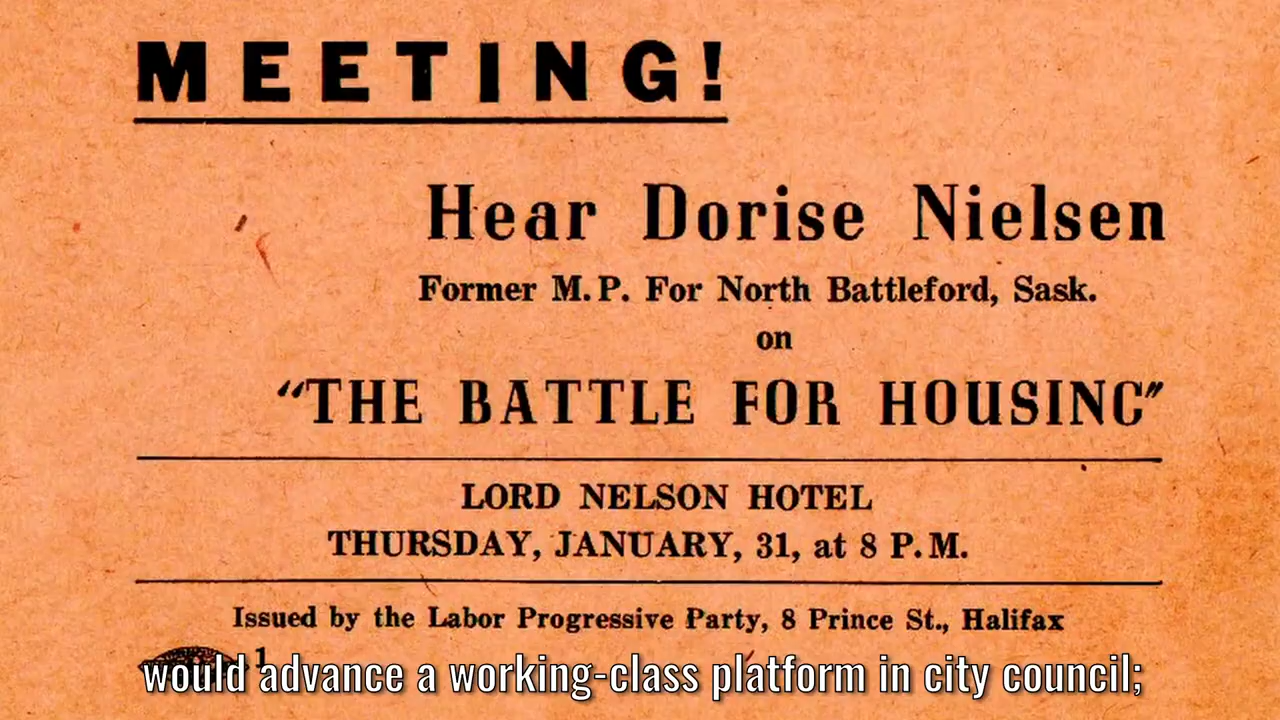 MEETING!
Hear Dorise Nielsen
Former M.P. For North Battleford, Sask.
on
"THE BATTLE FOR HOUSING"
LORD NELSON HOTEL
THURSDAY, JANUARY, 31, at 8 P.M.
Issued by the Labor Progressive Party, 8 Prince St., Halifax
1
would advance a working-class platform in city council;